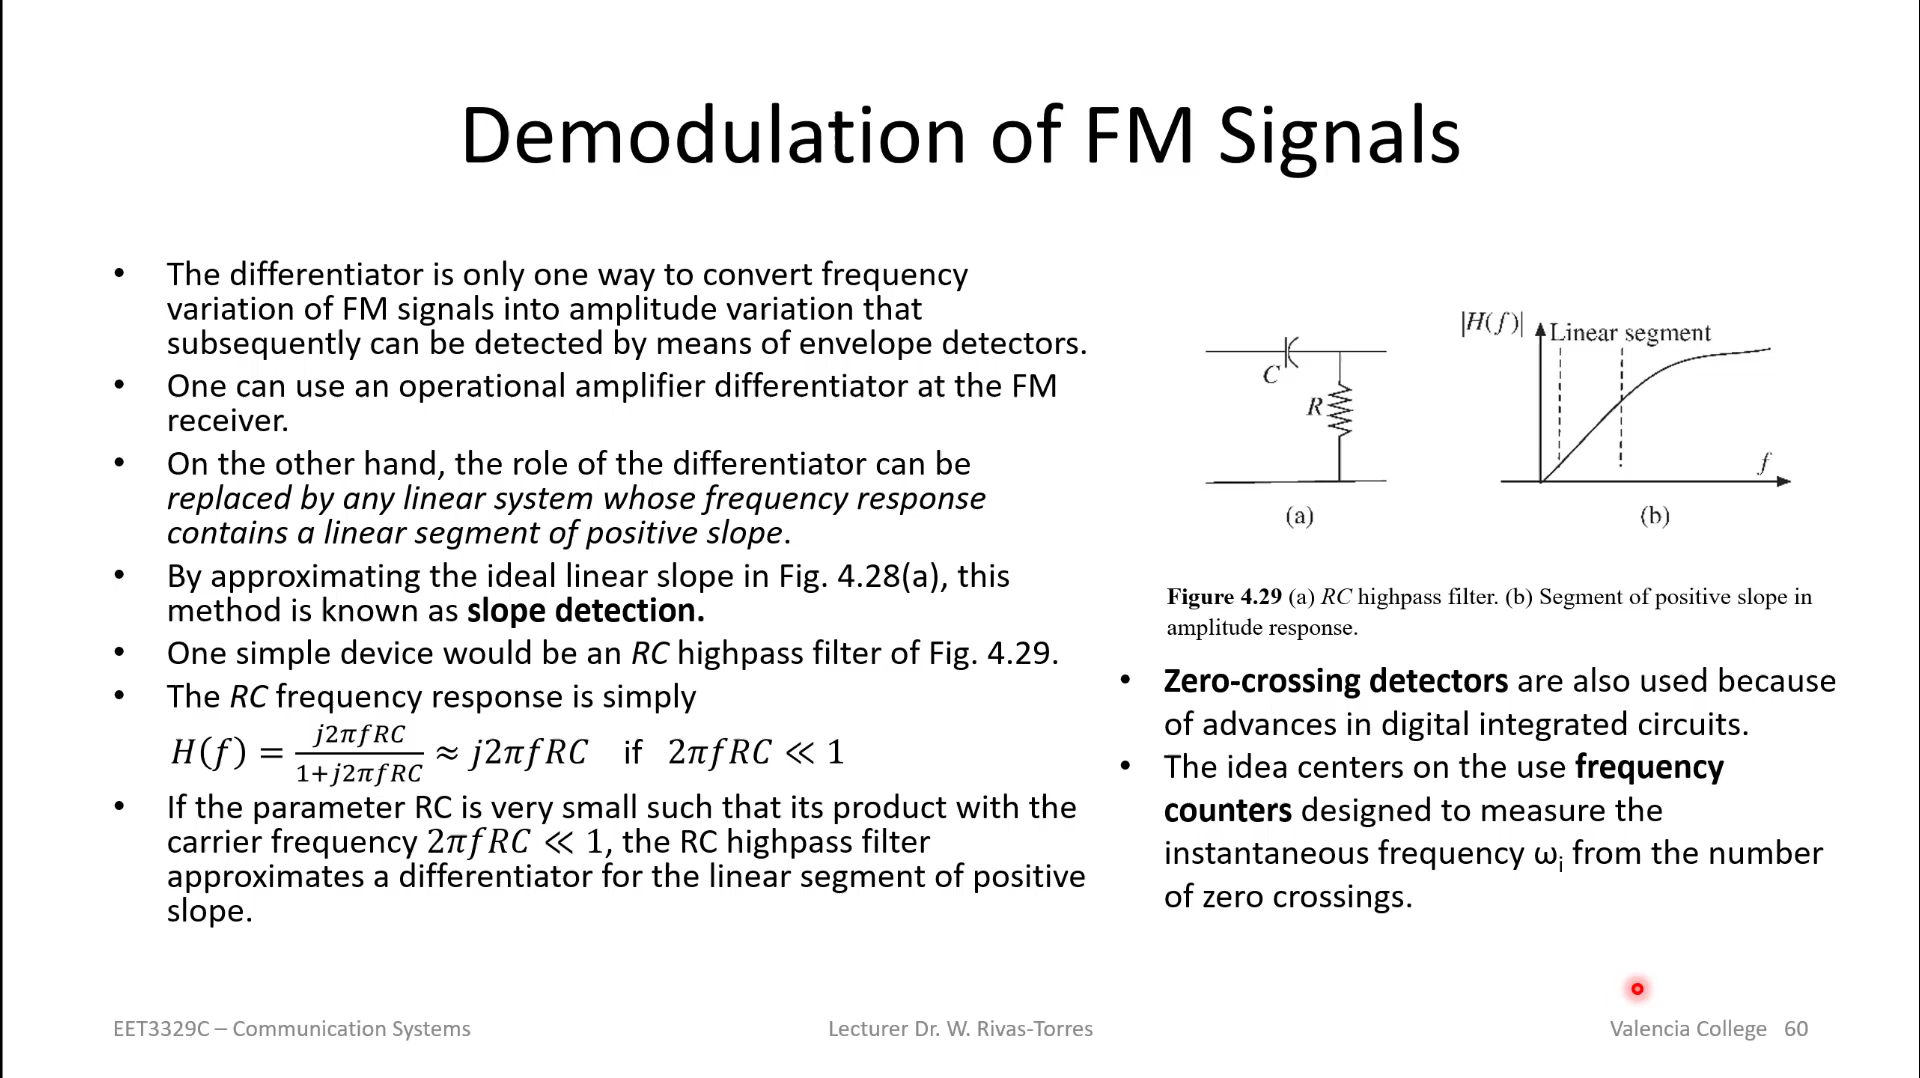 Demodulation of FM Signals
• The differentiator is only one way to convert frequency
variation of FM signals into amplitude variation that
subsequently can be detected by means of envelope detectors.
• One can use an operational amplifier differentiator at the FM
receiver.
• On the other hand, the role of the differentiator can be
replaced by any linear system whose frequency response
contains a linear segment of positive slope.
• By approximating the ideal linear slope in Fig. 4.28(a), this
method is known as slope detection.
• One simple device would be an RC highpass filter of Fig. 4.29.
• The RC frequency response is simply
H(f) = j2πfRC / 1+j2πfRC ≈ j2πfRC if 2πfRC ≪ 1
• If the parameter RC is very small such that its product with the
carrier frequency 2πfRC ≪ 1, the RC highpass filter
approximates a differentiator for the linear segment of positive
slope.
C
R
(a)
|H(f)|
Linear segment
f
(b)
Figure 4.29 (a) RC highpass filter. (b) Segment of positive slope in
amplitude response.
• Zero-crossing detectors are also used because
of advances in digital integrated circuits.
• The idea centers on the use frequency
counters designed to measure the
instantaneous frequency ωi from the number
of zero crossings.
EET3329C – Communication Systems
Lecturer Dr. W. Rivas-Torres
Valencia College 60